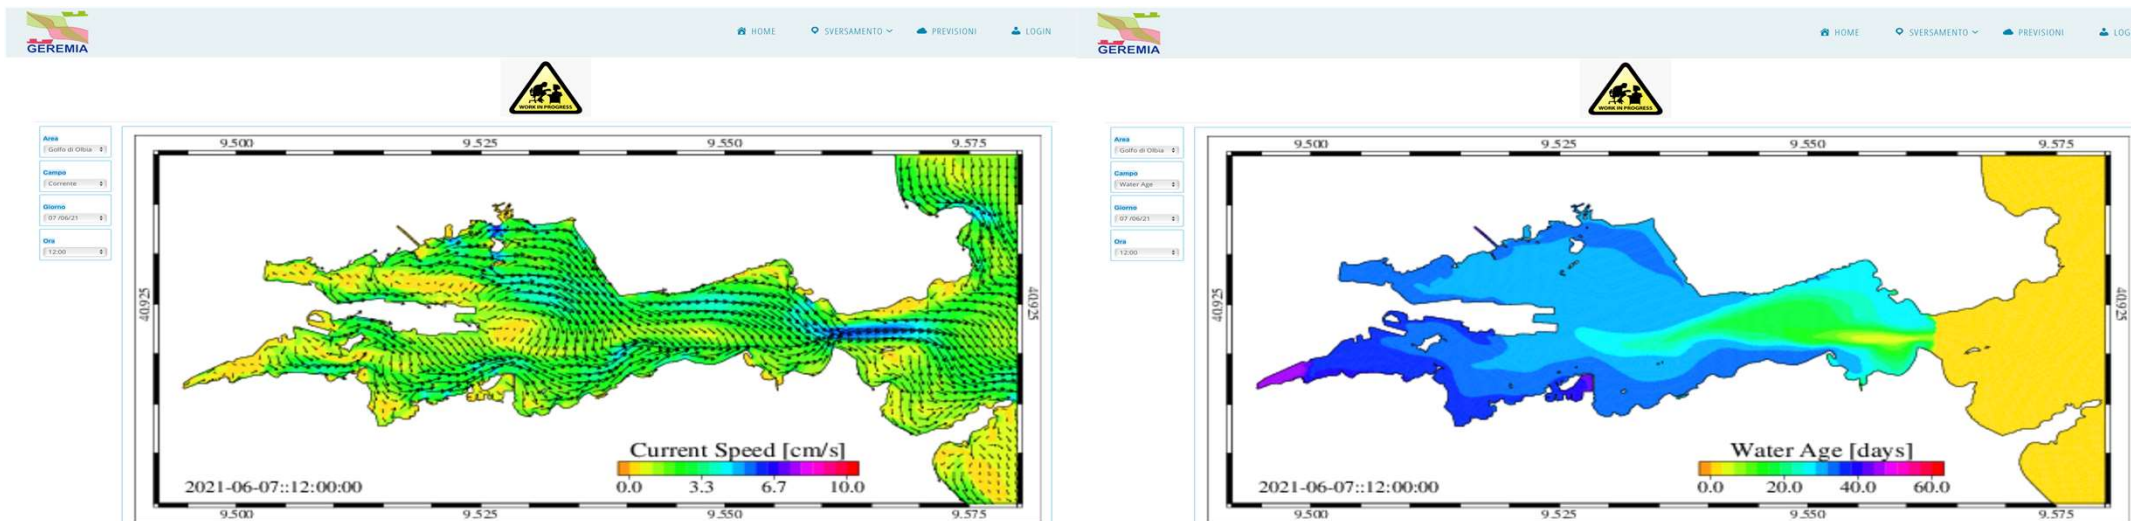 GEREMIA
HOME
SVERSAMENTO
PREVISIONI
LOGIN
WORK IN PROGRESS
Area
Golfo di Olbia
Campo
Corrente
Giorno
07 /06/21
Ora
12:00
9.500 9.525 9.550 9.575
40.925 40.925
Current Speed [cm/s]
0.0 3.3 6.7 10.0
2021-06-07::12:00:00
9.500 9.525 9.550 9.575
GEREMIA
HOME
SVERSAMENTO
PREVISIONI
LOG
WORK IN PROGRESS
Area
Golfo di Olbia
Campo
Water Age
Giorno
07 /06/21
Ora
12:00
9.500 9.525 9.550 9.575
40.925 40.925
Water Age [days]
0.0 20.0 40.0 60.0
2021-06-07::12:00:00
9.500 9.525 9.550 9.575